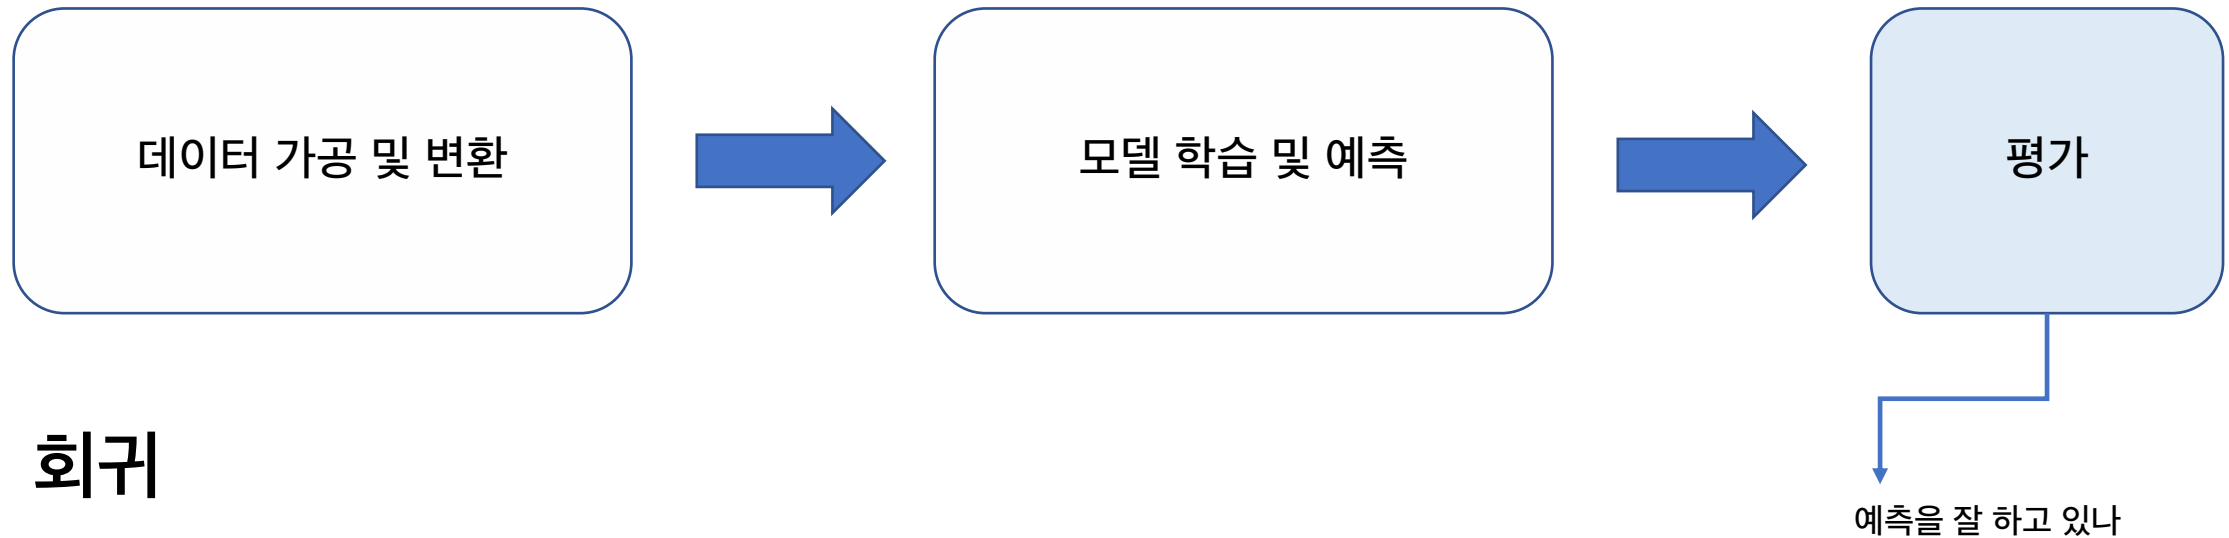 데이터 가공 및 변환
모델 학습 및 예측
평가
회귀
예측을 잘 하고 있나